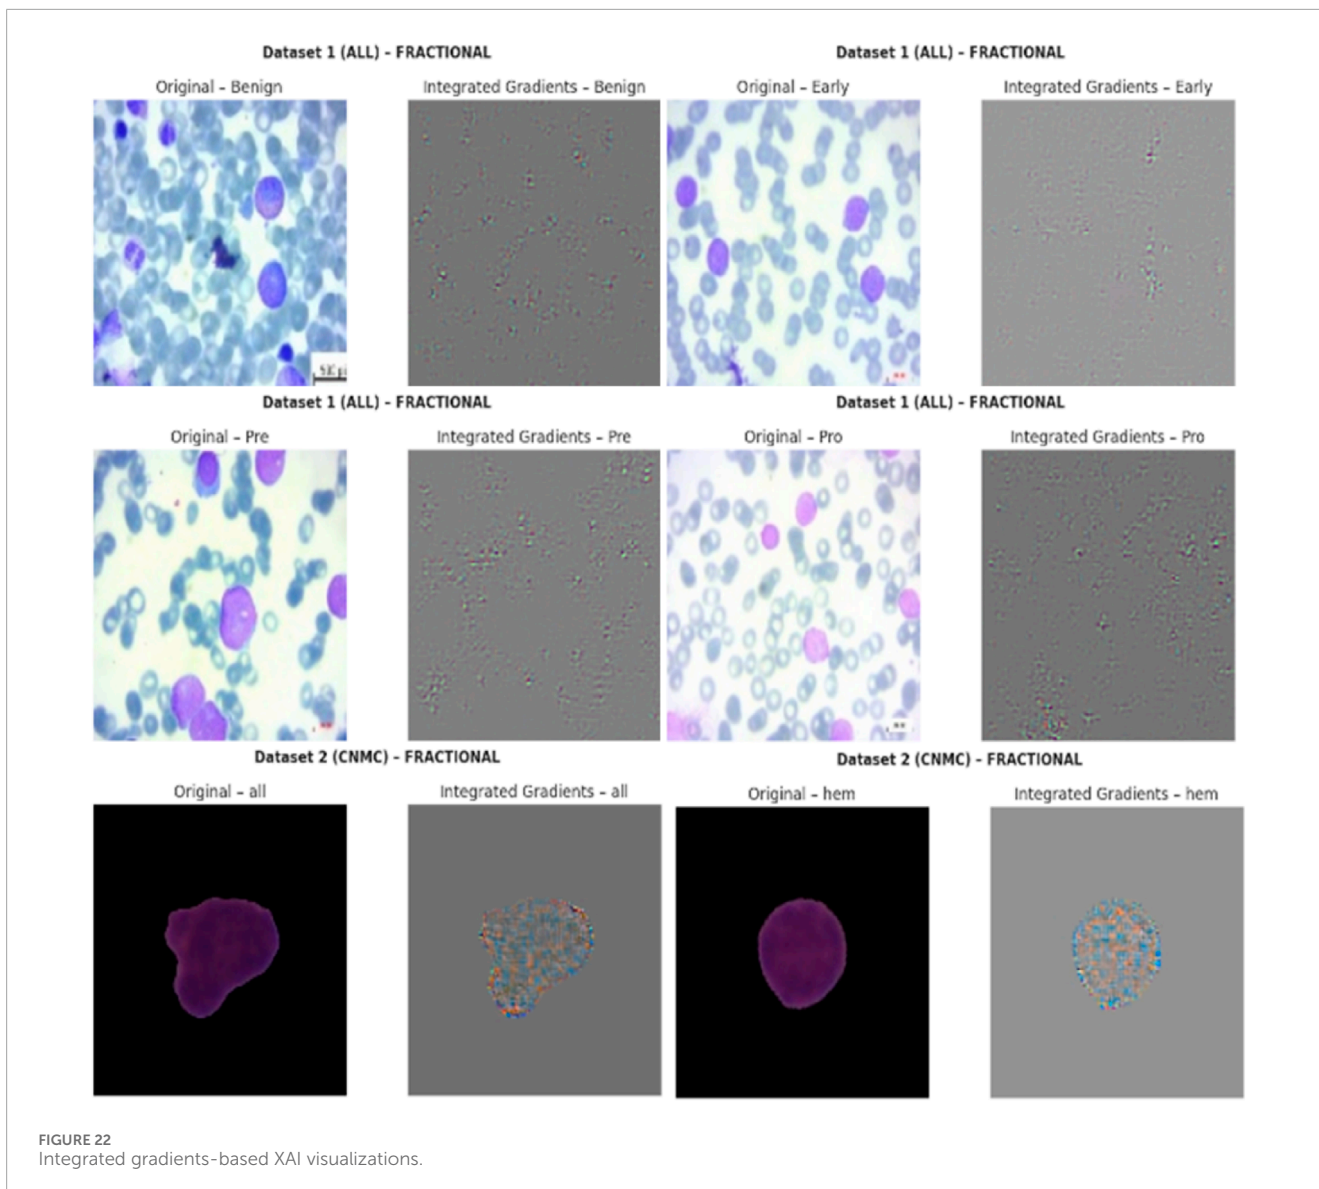 Dataset 1 (ALL) – FRACTIONAL
Dataset 1 (ALL) – FRACTIONAL
Original – Benign
Integrated Gradients – Benign
Original – Early
Integrated Gradients – Early
Dataset 1 (ALL) – FRACTIONAL
Dataset 1 (ALL) – FRACTIONAL
Original – Pre
Integrated Gradients – Pre
Original – Pro
Integrated Gradients – Pro
Dataset 2 (CNMC) – FRACTIONAL
Dataset 2 (CNMC) – FRACTIONAL
Original – all
Integrated Gradients – all
Original – hem
Integrated Gradients – hem
FIGURE 22
Integrated gradients-based XAI visualizations.